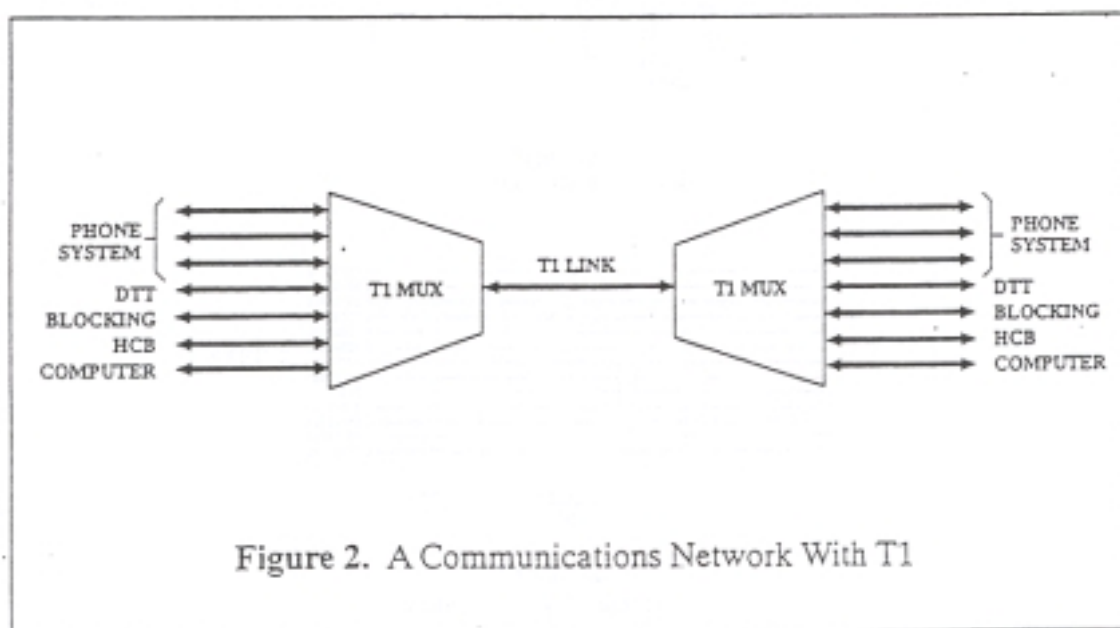 PHONE
SYSTEM
DTT
BLOCKING
HCB
COMPUTER
T1 MUX
T1 LINK
T1 MUX
PHONE
SYSTEM
DTT
BLOCKING
HCB
COMPUTER
Figure 2. A Communications Network With T1